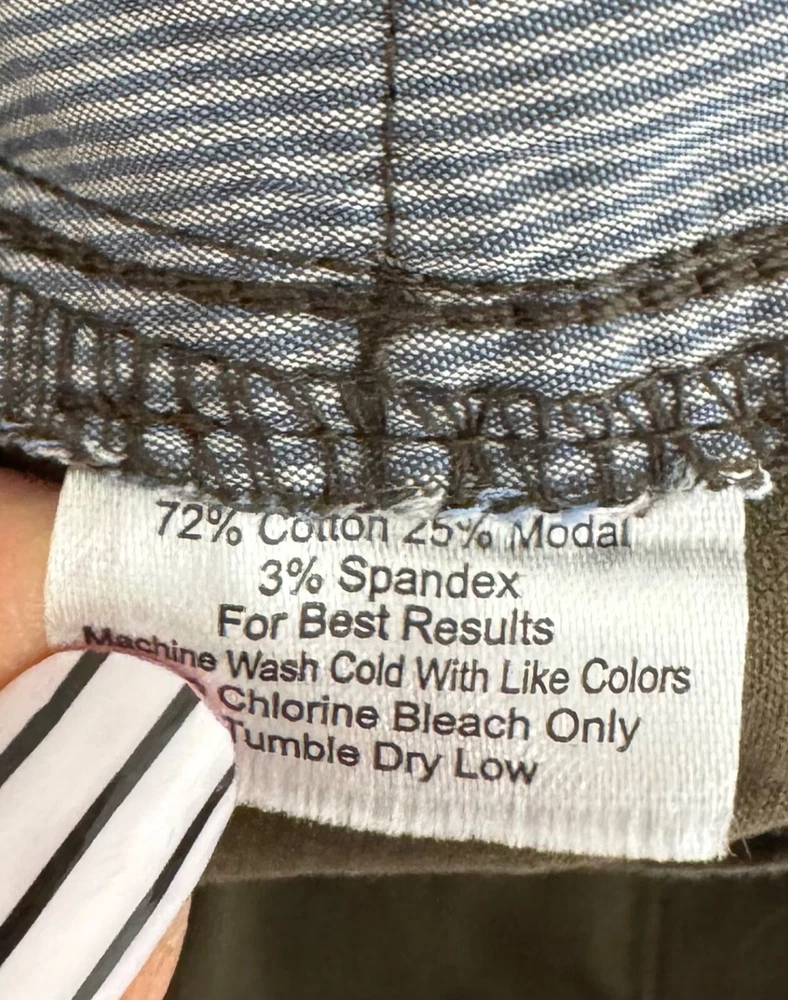 72% Cotton 25% Modal
3% Spandex
For Best Results
Machine Wash Cold With Like Colors
Chlorine Bleach Only
Tumble Dry Low